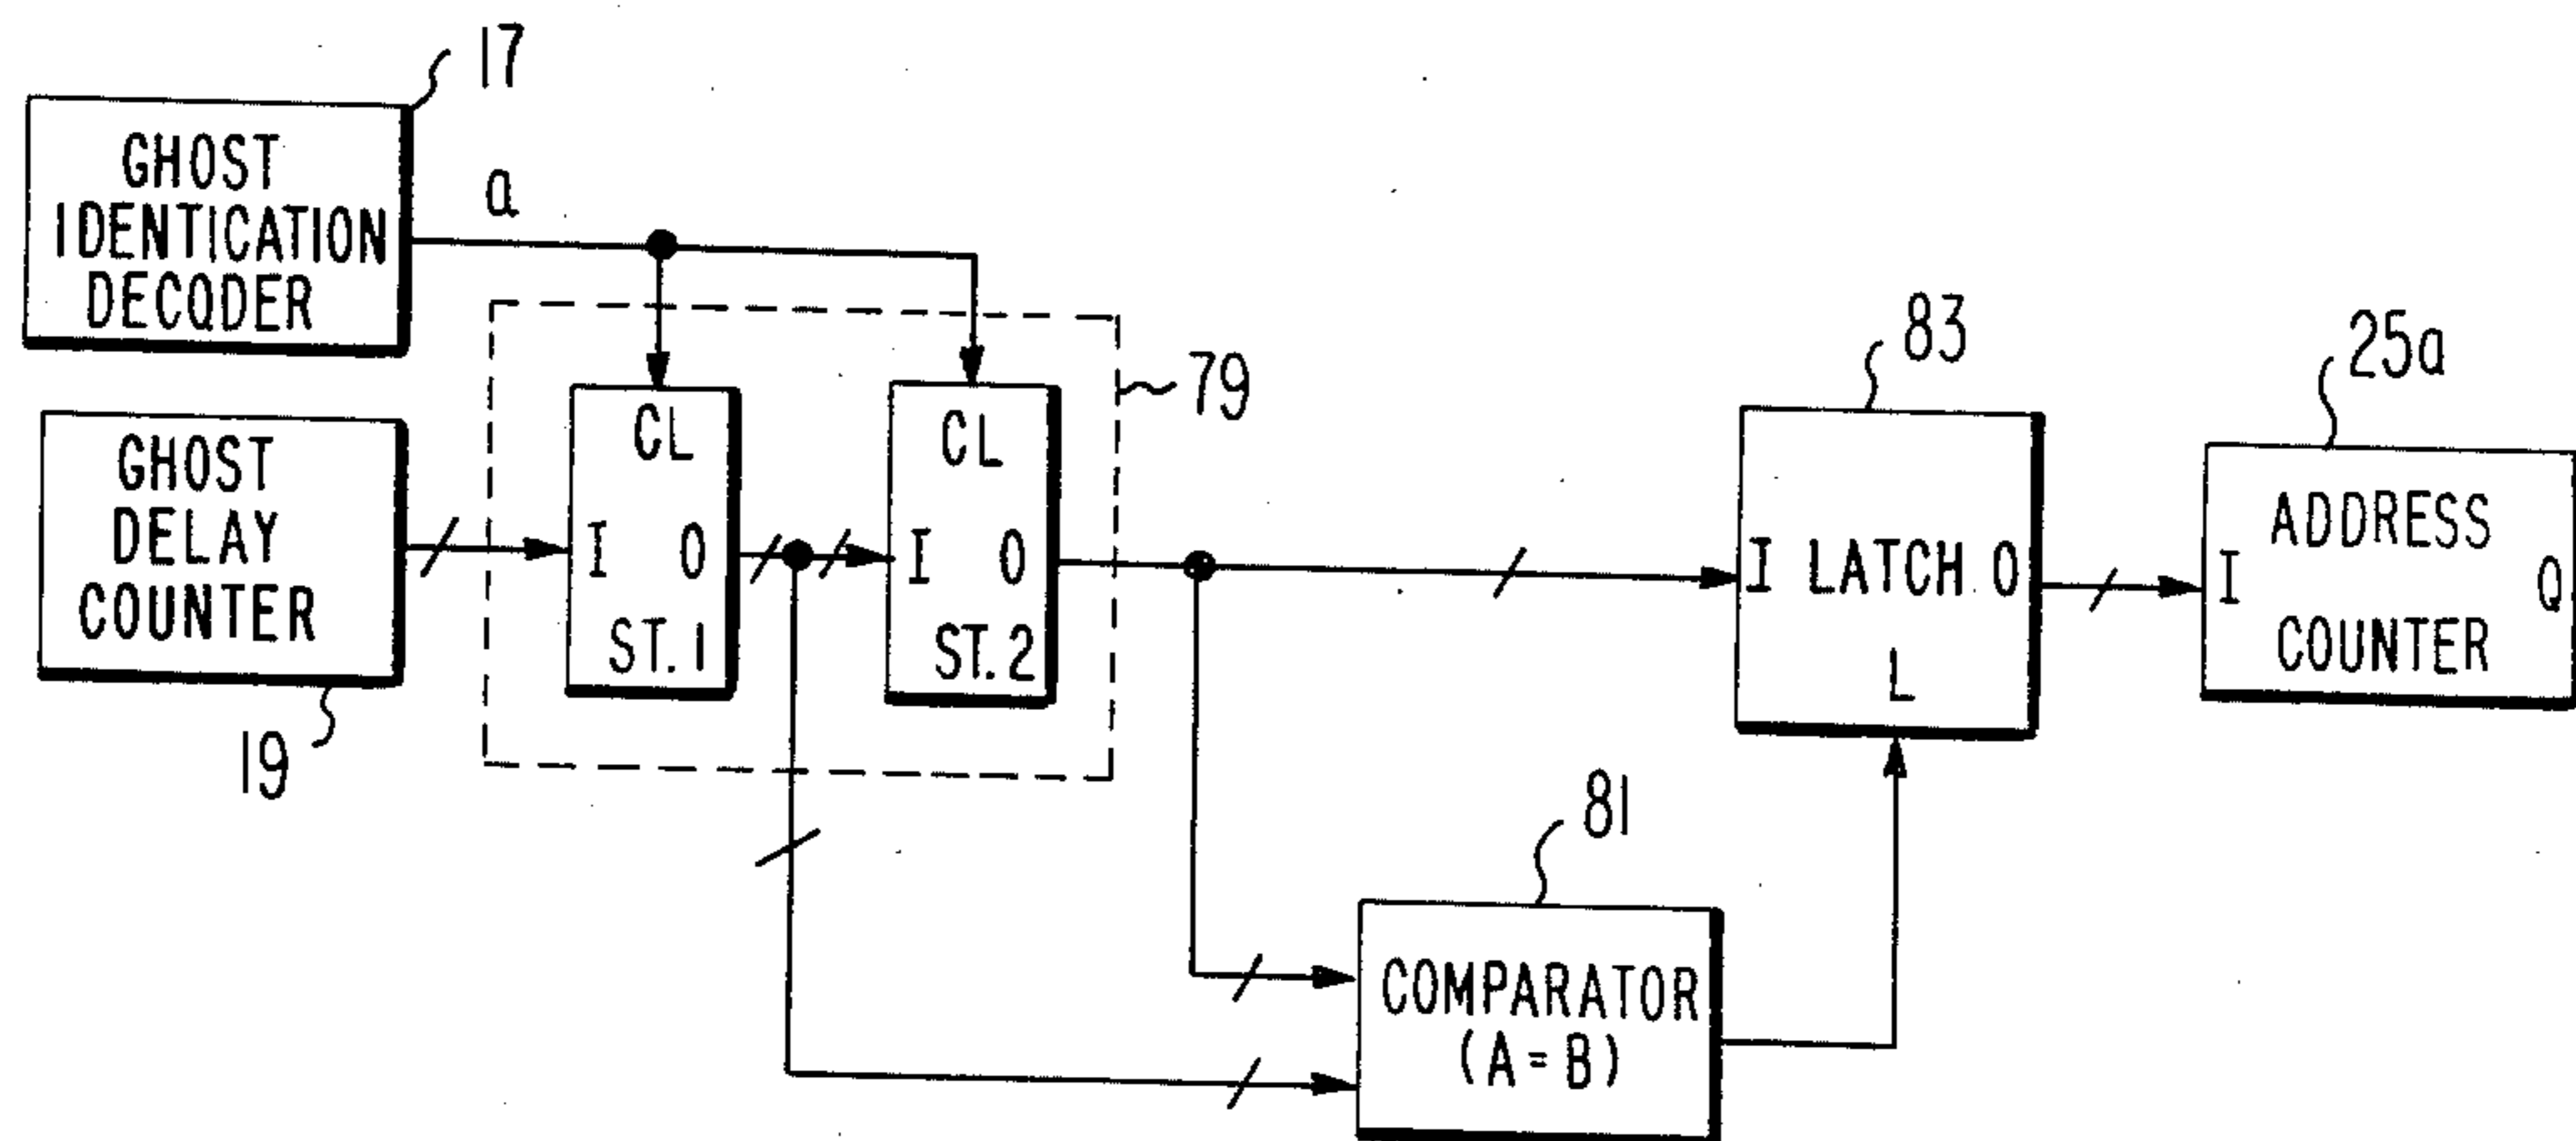 17
GHOST
IDENTICATION
DECODER
a
GHOST
DELAY
COUNTER
19
CL
I O
ST. 1
CL
I O
ST. 2
79
83
I LATCH O
L
25a
ADDRESS
I Q
COUNTER
81
COMPARATOR
(A=B)